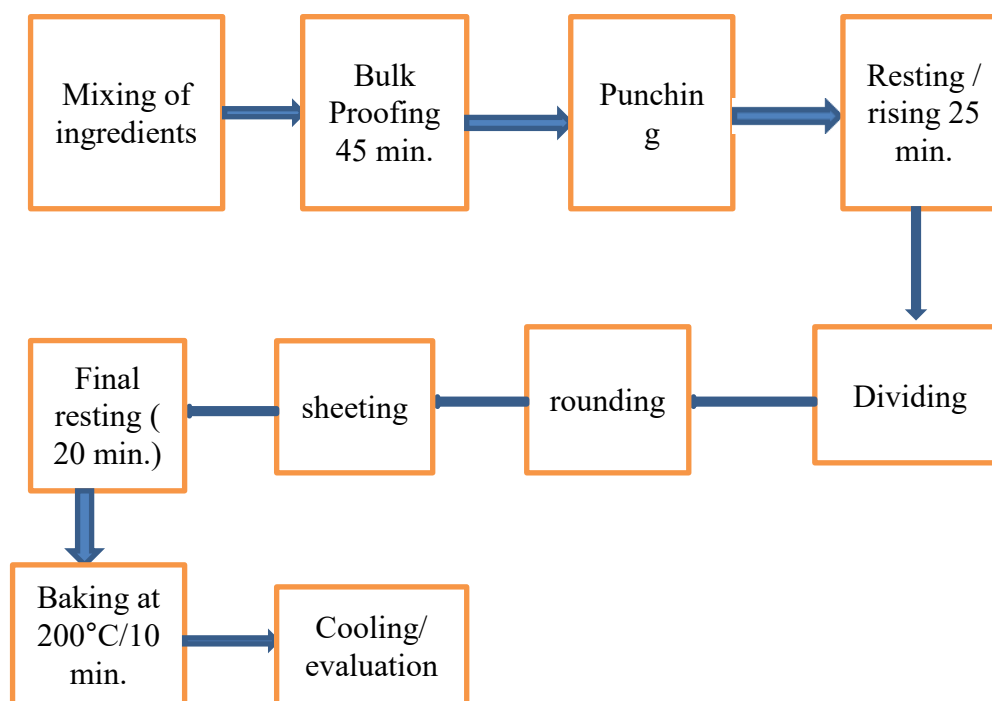 Mixing of
ingredients
Bulk
Proofing
45 min.
Punchin
g
Resting /
rising 25
min.
Dividing
rounding
sheeting
Final
resting (
20 min.)
Baking at
200°C/10
min.
Cooling/
evaluation